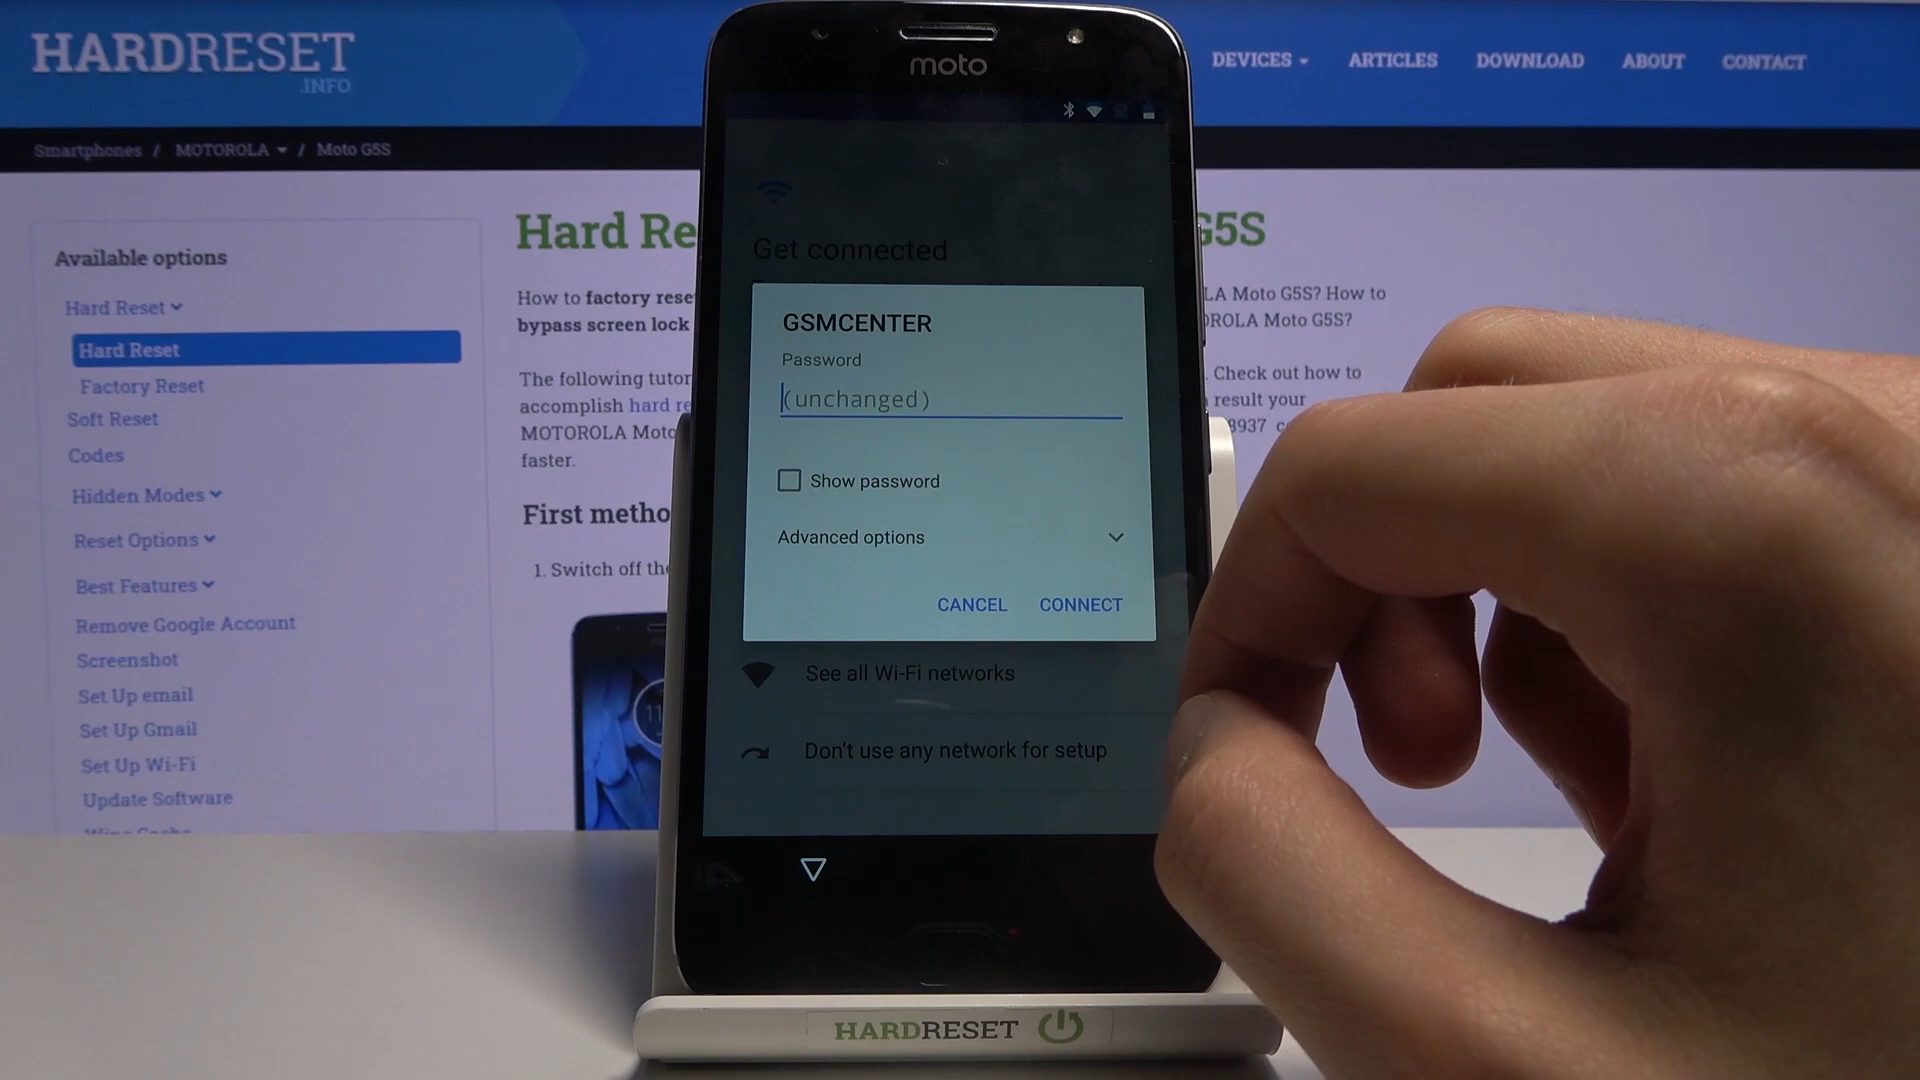 HARDRESET
.INFO
DEVICES
ARTICLES
DOWNLOAD
ABOUT
CONTACT
Smartphones / MOTOROLA / Moto G5S
Available options
Hard Reset
Hard Reset
Factory Reset
Soft Reset
Codes
Hidden Modes
Reset Options
Best Features
Remove Google Account
Screenshot
Set Up email
Set Up Gmail
Set Up Wi-Fi
Update Software
Hard Re
G5S
How to factory rese
bypass screen lock
LA Moto G5S? How to
OROLA Moto G5S?
The following tutor
accomplish hard re
MOTOROLA Moto
faster.
. Check out how to
result your
8937
First metho
1. Switch off the
moto
Get connected
GSMCENTER
Password
(unchanged)
Show password
Advanced options
CANCEL
CONNECT
See all Wi-Fi networks
Don't use any network for setup
HARDRESET